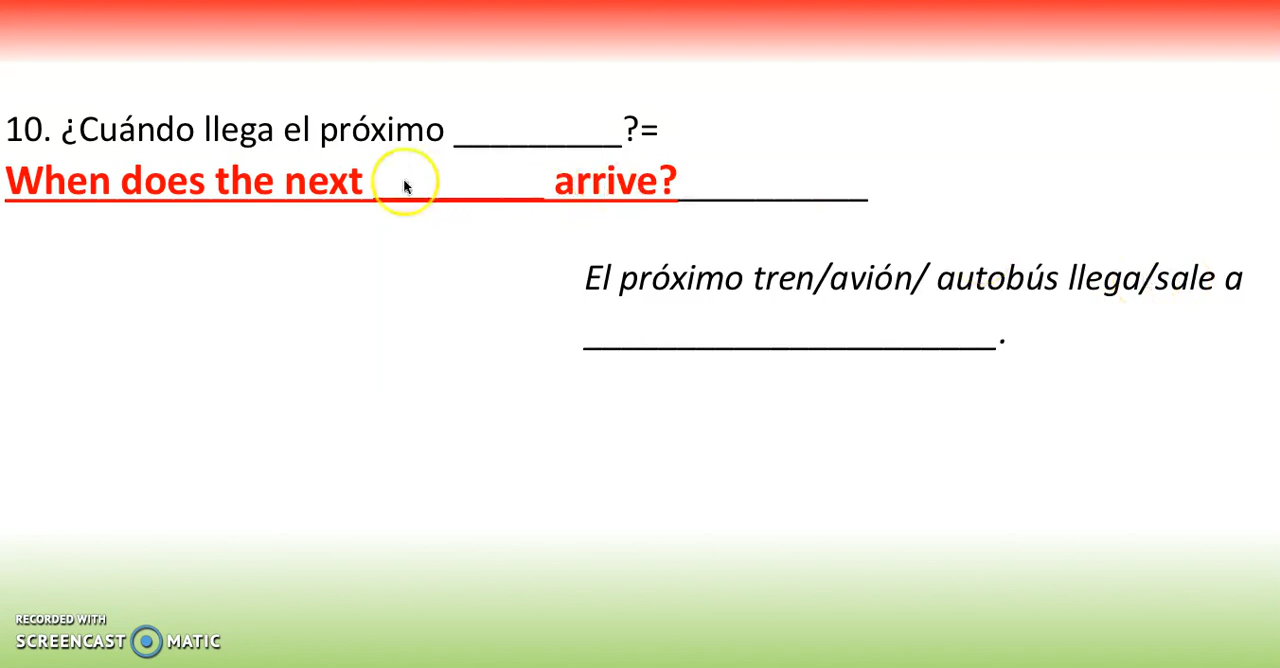 10. ¿Cuándo llega el próximo _________?=
When does the next _________ arrive?__________
El próximo tren/avión/ autobús llega/sale a
______________________.
RECORDED WITH
SCREENCAST MATIC